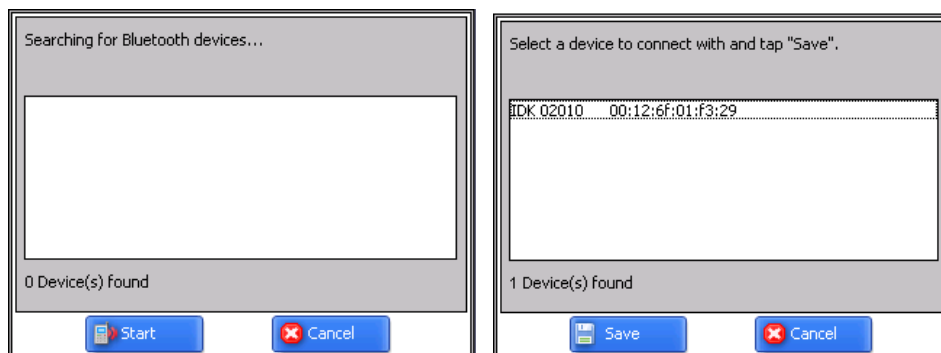 Searching for Bluetooth devices...
0 Device(s) found
Start
Cancel
Select a device to connect with and tap "Save".
IDK 02010 00:12:6f:01:f3:29
1 Device(s) found
Save
Cancel